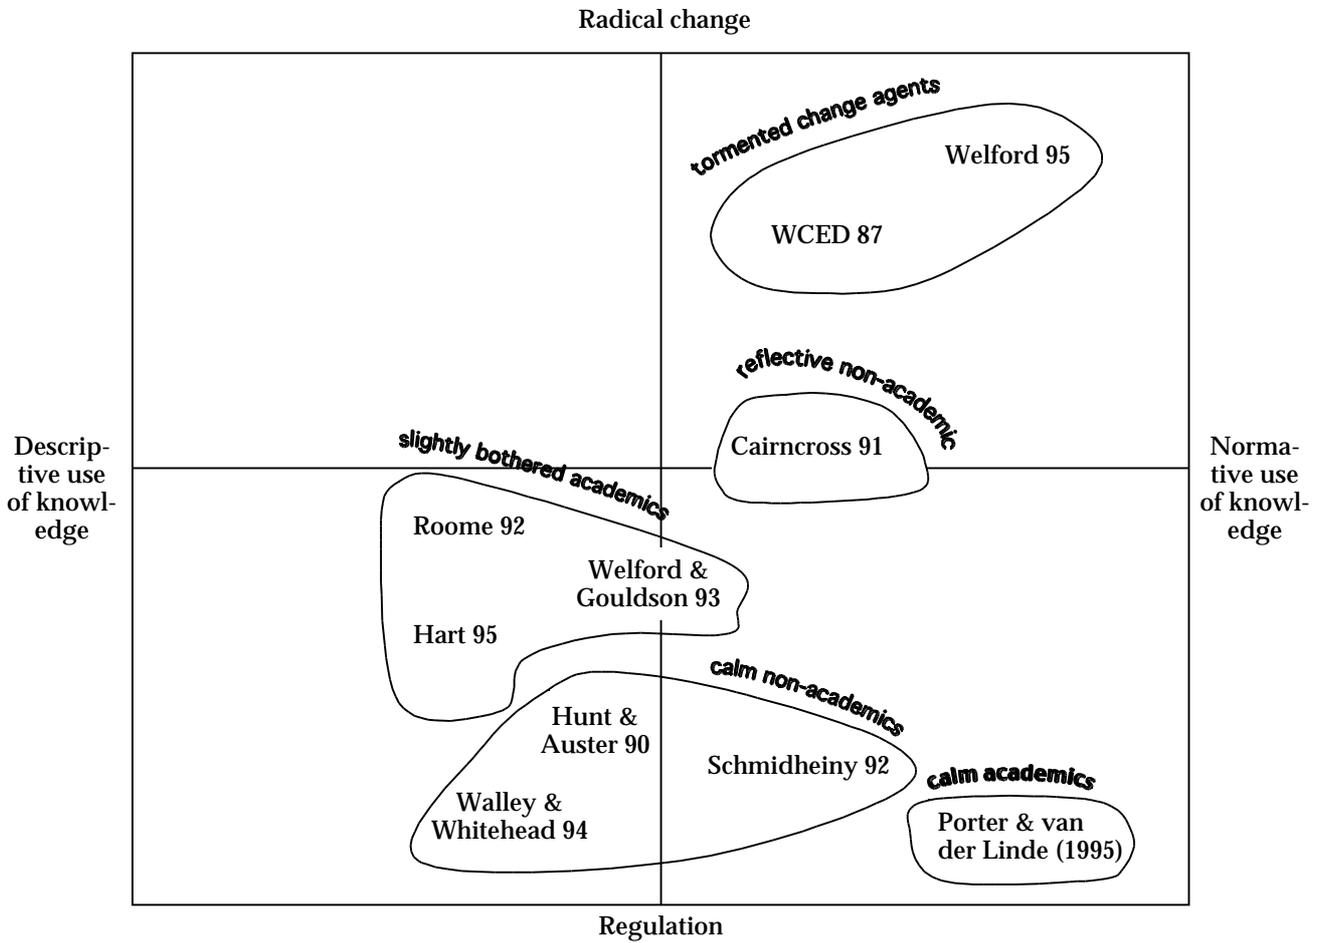 Radical change
tormented change agents
Welford 95
WCED 87
reflective non-academic
Cairncross 91
Descrip-
tive use
of knowl-
edge
Norma-
tive use
of knowl-
edge
slightly bothered academics
Roome 92
Welford &
Gouldson 93
Hart 95
calm non-academics
Hunt &
Auster 90
Schmidheiny 92
calm academics
Walley &
Whitehead 94
Porter & van
der Linde (1995)
Regulation